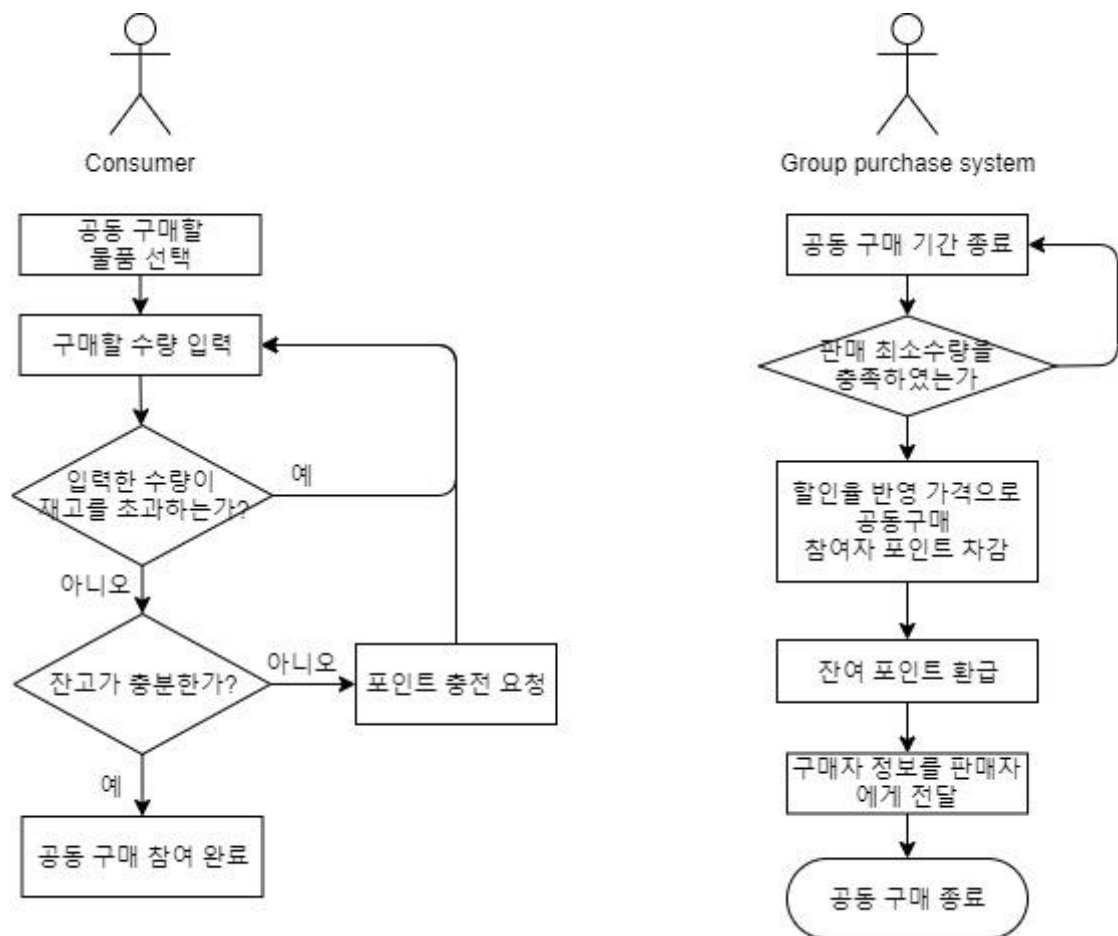 Consumer
공동 구매할
물품 선택
구매할 수량 입력
입력한 수량이
재고를 초과하는가?
예
아니오
잔고가 충분한가?
아니오
포인트 충전 요청
예
공동 구매 참여 완료
Group purchase system
공동 구매 기간 종료
판매 최소수량을
충족하였는가
할인율 반영 가격으로
공동구매
참여자 포인트 차감
잔여 포인트 환급
구매자 정보를 판매자
에게 전달
공동 구매 종료